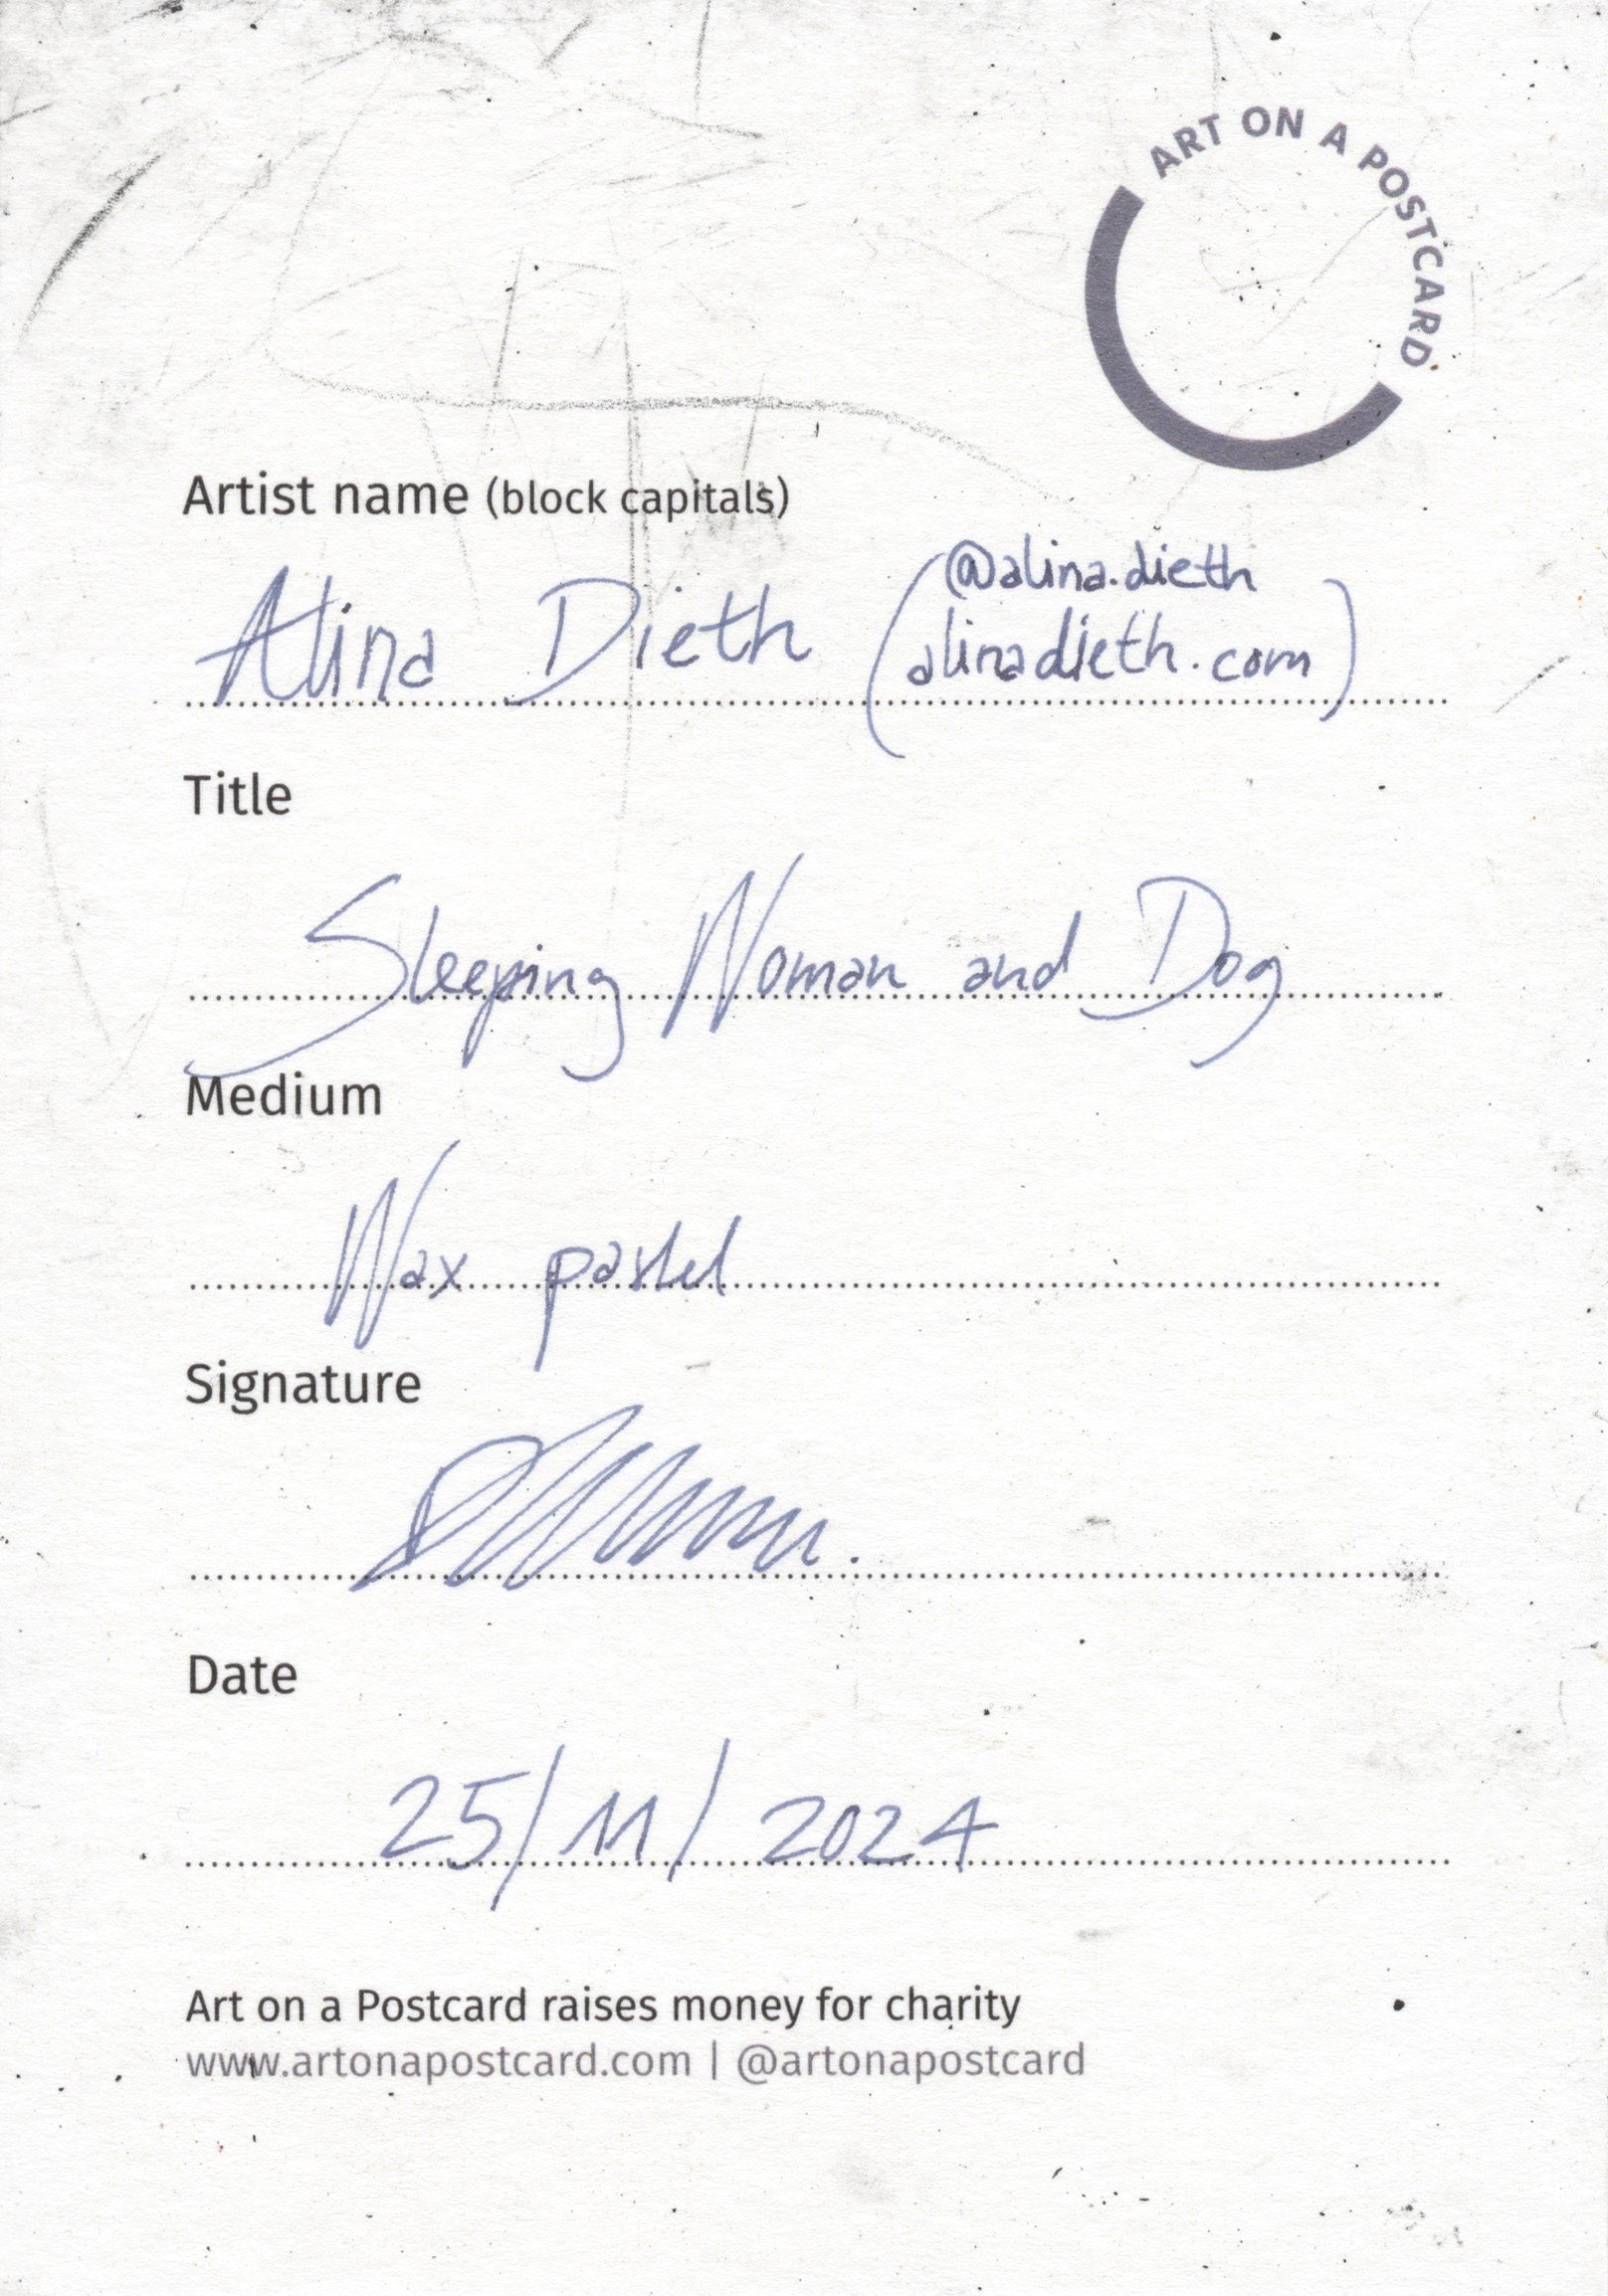 ART ON A POSTCARD
Artist name (block capitals)
@alina.dieth
Alina Dieth (alinadieth.com)
Title
Sleeping Woman and Dog
Medium
Wax pastel
Signature
Date
25/11/2024
Art on a Postcard raises money for charity
www.artonapostcard.com | @artonapostcard